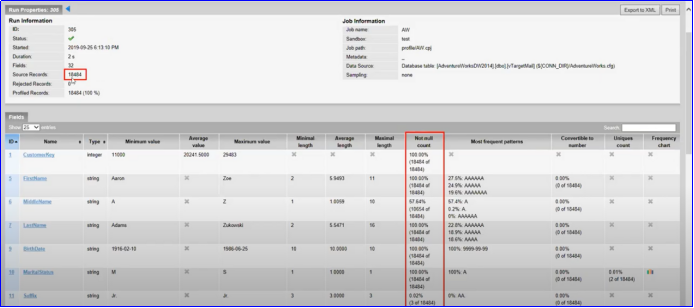 Run Properties: 306
Export to XML Print
Run Information
Job Information
ID: 306
Job name: AW
Status:
Sandbox: test
Started: 2019-09-25 6:13:10 PM
Job path: profile/AW.cpj
Duration: 2 s
Metadata: _
Fields: 32
Data Source: Database table: [AdventureWorksDW2014].[dbo].[vTargetMail] (${CONN_DIR}/AdventureWorks.cfg)
Source Records: 18484
Sampling: none
Rejected Records: 0
Profiled Records: 18484 (100 %)
Fields
Show 25 entries
Search:
ID Name Type Minimum value Average value Maximum value Minimal length Average length Maximal length Not null count Most frequent patterns Convertible to number Uniques count Frequency chart
1 CustomerKey integer 11000 20241.5000 29483 100.00% (18484 of 18484)
5 FirstName string Aaron Zoe 2 5.9493 11 100.00% (18484 of 18484) 27.5% AAAAAA 24.9% AAAAA 19.6% AAAAAAA 0.00% (0 of 18484)
6 MiddleName string A Z 1 1.0059 10 57.64% (10654 of 18484) 57.4% A 0.2% A. 0% AAAAAA 0.00% (0 of 18484)
7 LastName string Adams Zukowski 2 5.5471 16 100.00% (18484 of 18484) 22.8% AAAAAA 18.9% AAAAA 18.6% AAAA 0.00% (0 of 18484)
9 BirthDate string 1916-02-10 1986-06-25 10 10.0000 10 100.00% (18484 of 18484) 100% 9999-99-99 0.00% (0 of 18484)
10 MaritalStatus string M S 1 1.0000 1 100.00% (18484 of 18484) 100% A 0.00% (0 of 18484) 0.01% (2 of 18484)
11 Suffix string Jr. Jr. 3 3.0000 3 0.02% (3 of 18484) 0% AA. 0.00% (0 of 18484)